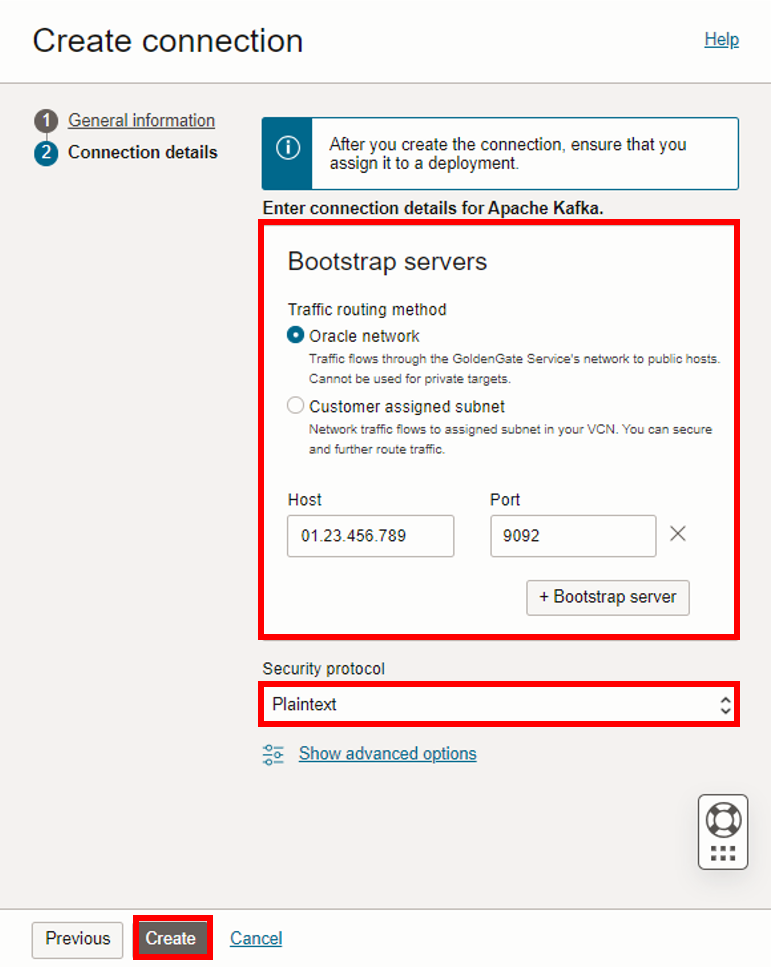 Create connection
Help
1 General information
2 Connection details
After you create the connection, ensure that you
assign it to a deployment.
Enter connection details for Apache Kafka.
Bootstrap servers
Traffic routing method
Oracle network
Traffic flows through the GoldenGate Service's network to public hosts.
Cannot be used for private targets.
Customer assigned subnet
Network traffic flows to assigned subnet in your VCN. You can secure
and further route traffic.
Host Port
01.23.456.789 9092
+ Bootstrap server
Security protocol
Plaintext
Show advanced options
Previous Create Cancel